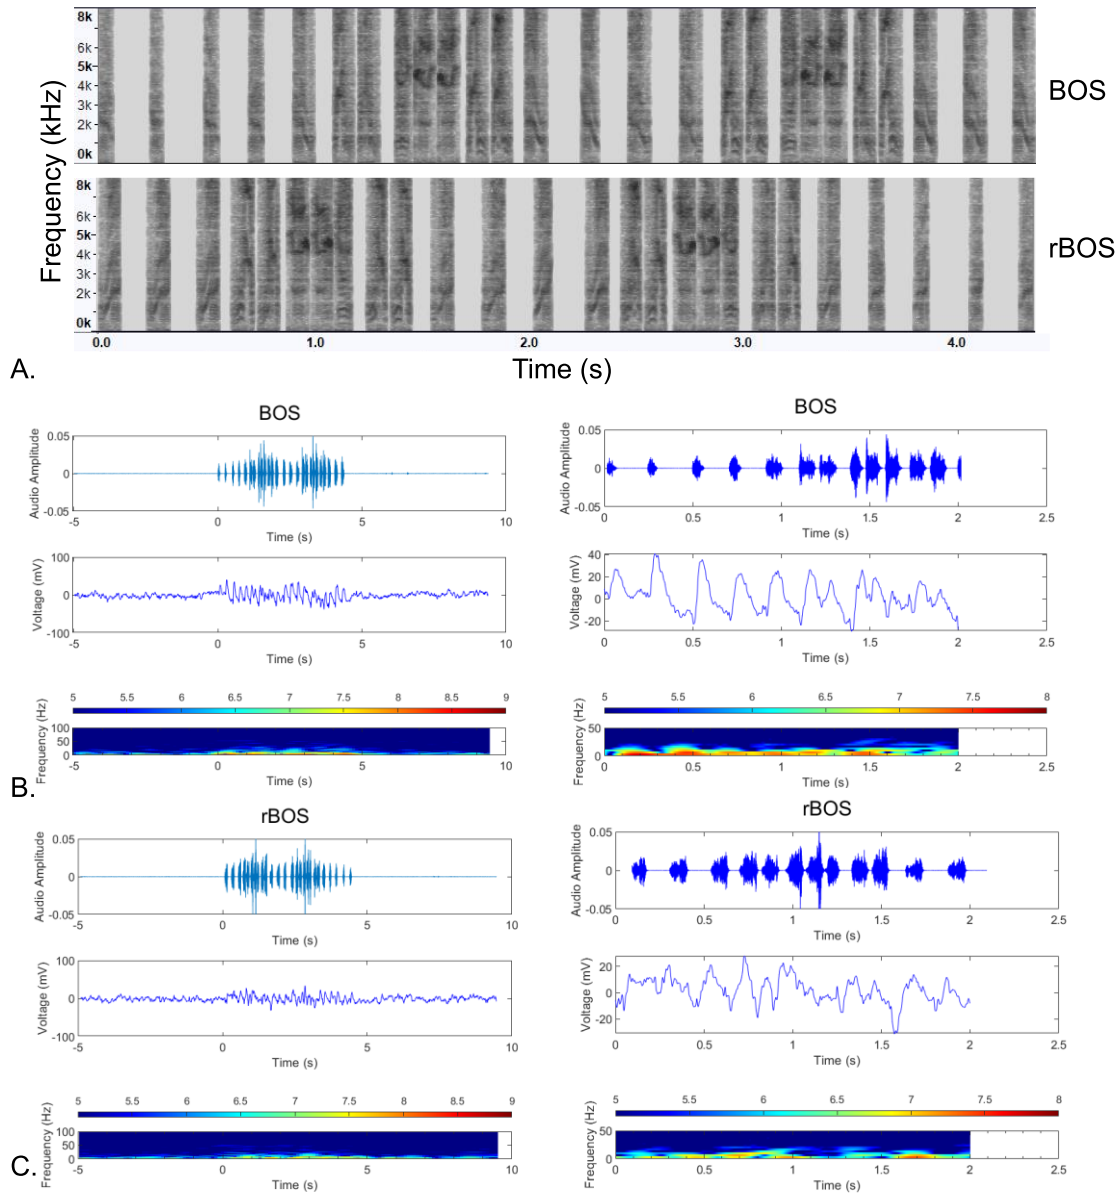 8k
6k
5k
4k
3k
2k
0k
BOS
Frequency (kHz)
8k
6k
5k
4k
3k
2k
0k
rBOS
0.0 1.0 2.0 3.0 4.0
Time (s)
A.
BOS
0.05
0
-0.05
Audio Amplitude
-5 0 5 10
Time (s)
100
0
-100
Voltage (mV)
-5 0 5 10
Time (s)
5 5.5 6 6.5 7 7.5 8 8.5 9
100
50
0
Frequency (Hz)
-5 0 5 10
Time (s)
BOS
0.05
0
-0.05
Audio Amplitude
0 0.5 1 1.5 2 2.5
Time (s)
40
20
0
-20
Voltage (mV)
0 0.5 1 1.5 2 2.5
Time (s)
5 5.5 6 6.5 7 7.5 8
50
0
Frequency (Hz)
0 0.5 1 1.5 2 2.5
Time (s)
B.
rBOS
0.05
0
-0.05
Audio Amplitude
-5 0 5 10
Time (s)
100
0
-100
Voltage (mV)
-5 0 5 10
Time (s)
5 5.5 6 6.5 7 7.5 8 8.5 9
100
50
0
Frequency (Hz)
-5 0 5 10
Time (s)
rBOS
0.05
0
-0.05
Audio Amplitude
0 0.5 1 1.5 2 2.5
Time (s)
20
0
-20
Voltage (mV)
0 0.5 1 1.5 2 2.5
Time (s)
5 5.5 6 6.5 7 7.5 8
50
0
Frequency (Hz)
0 0.5 1 1.5 2 2.5
Time (s)
C.